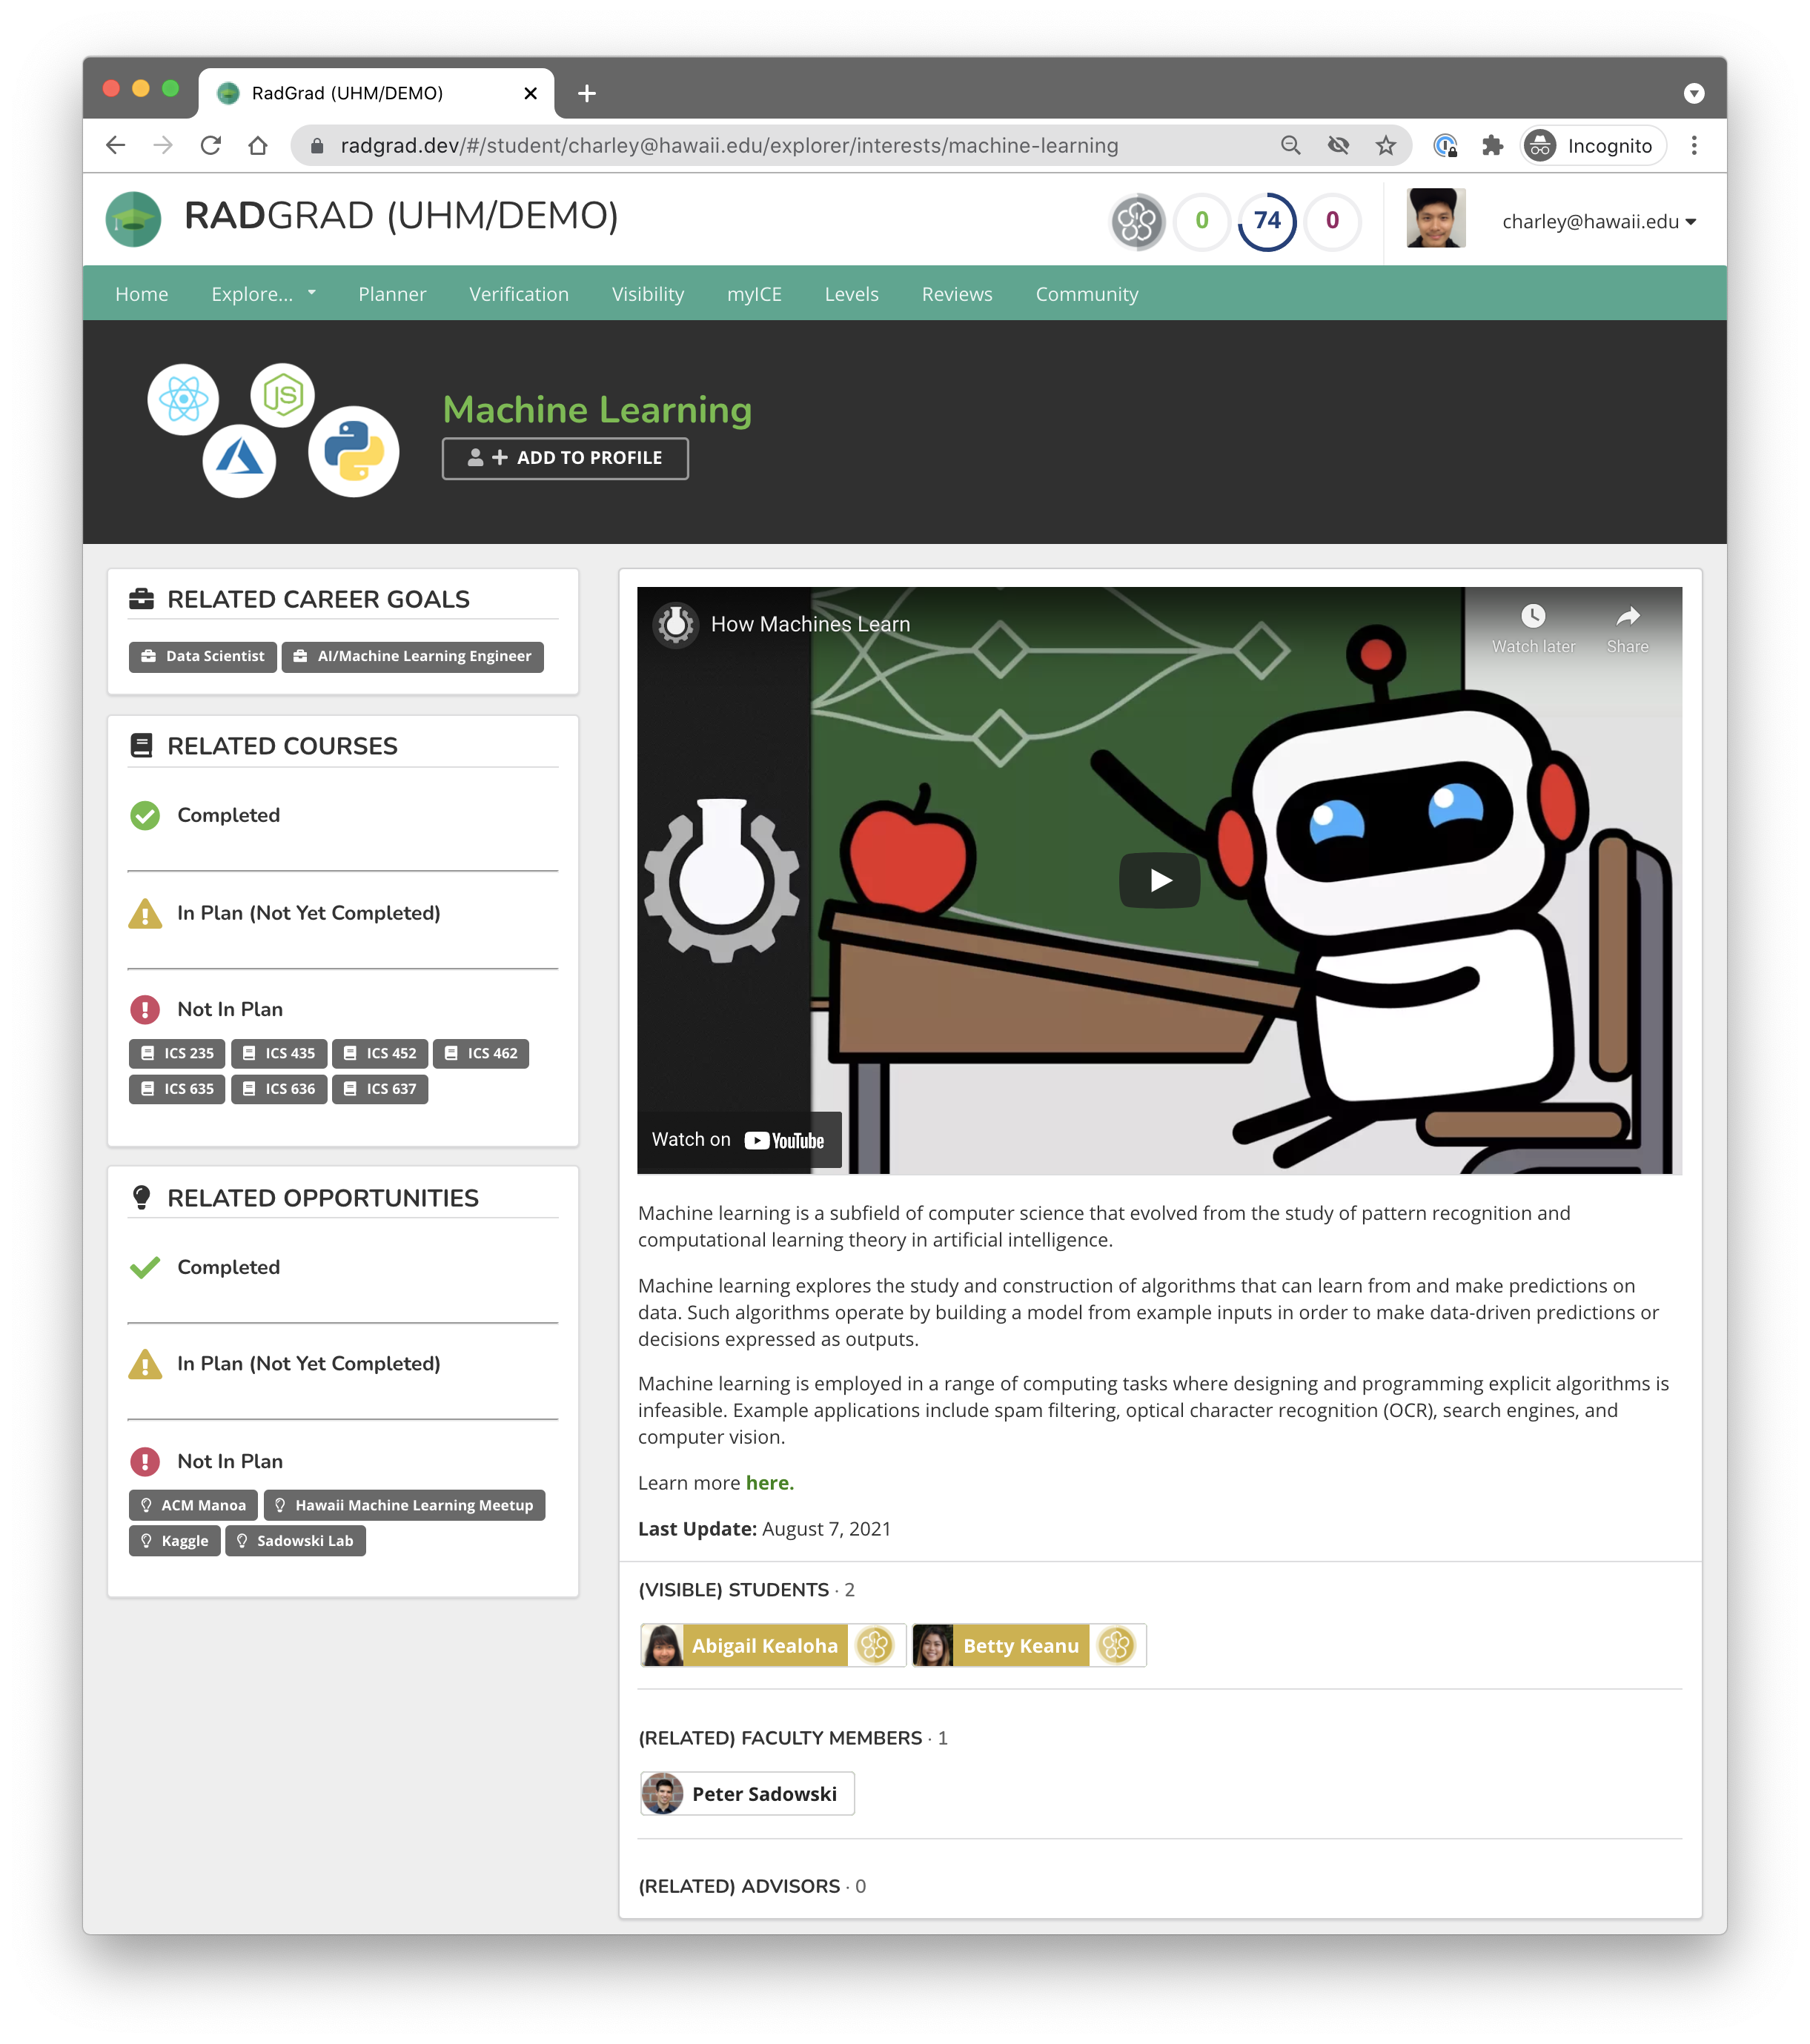 RadGrad (UHM/DEMO)
radgrad.dev/#/student/charley@hawaii.edu/explorer/interests/machine-learning
Incognito
RADGRAD (UHM/DEMO)
0
74
0
charley@hawaii.edu
Home
Explore...
Planner
Verification
Visibility
myICE
Levels
Reviews
Community
JS
Machine Learning
ADD TO PROFILE
RELATED CAREER GOALS
Data Scientist
AI/Machine Learning Engineer
RELATED COURSES
Completed
In Plan (Not Yet Completed)
Not In Plan
ICS 235
ICS 435
ICS 452
ICS 462
ICS 635
ICS 636
ICS 637
RELATED OPPORTUNITIES
Completed
In Plan (Not Yet Completed)
Not In Plan
ACM Manoa
Hawaii Machine Learning Meetup
Kaggle
Sadowski Lab
How Machines Learn
Watch later
Share
Watch on YouTube
Machine learning is a subfield of computer science that evolved from the study of pattern recognition and
computational learning theory in artificial intelligence.
Machine learning explores the study and construction of algorithms that can learn from and make predictions on
data. Such algorithms operate by building a model from example inputs in order to make data-driven predictions or
decisions expressed as outputs.
Machine learning is employed in a range of computing tasks where designing and programming explicit algorithms is
infeasible. Example applications include spam filtering, optical character recognition (OCR), search engines, and
computer vision.
Learn more here.
Last Update: August 7, 2021
(VISIBLE) STUDENTS · 2
Abigail Kealoha
Betty Keanu
(RELATED) FACULTY MEMBERS · 1
Peter Sadowski
(RELATED) ADVISORS · 0